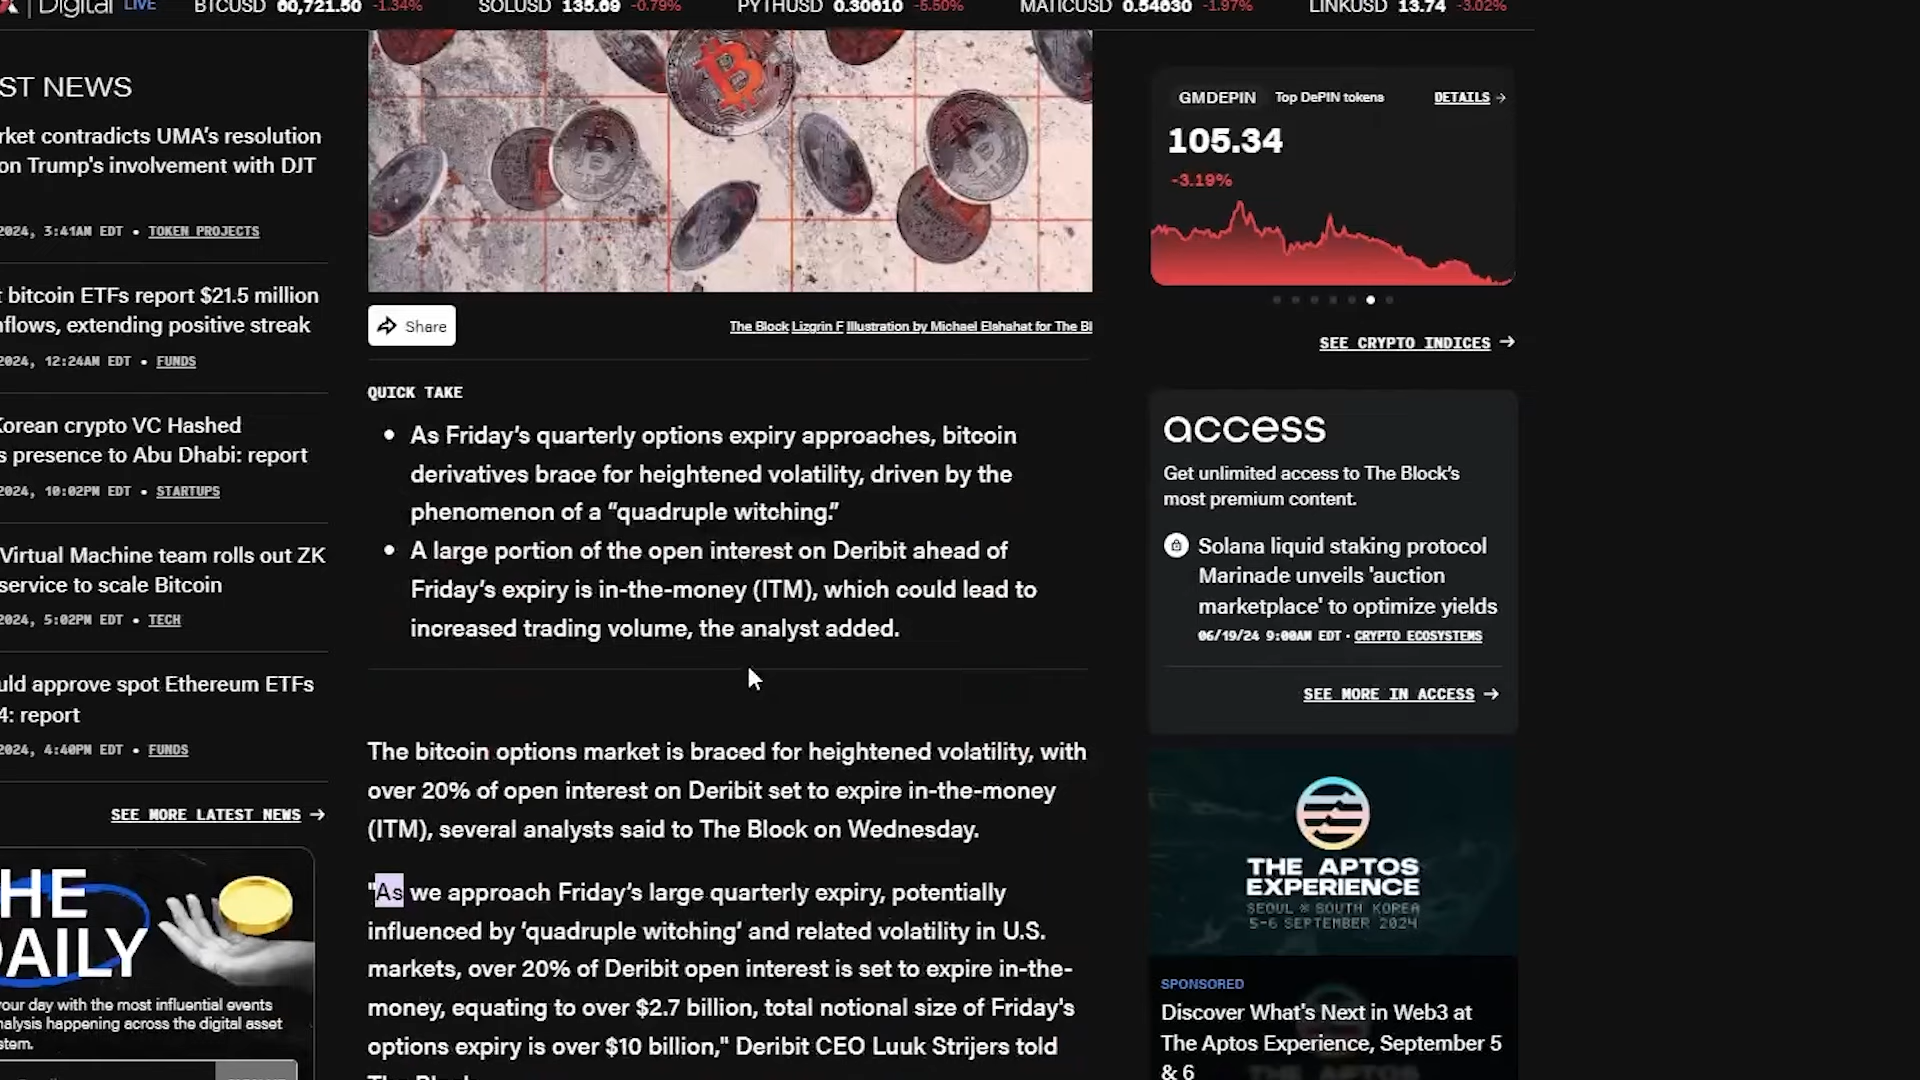 Digital LIVE BTCUSD 60,721.50 -1.34% SOLUSD 135.69 -0.79% PYTHUSD 0.30610 -5.50% MATICUSD 0.54630 -1.97% LINKUSD 13.74 -3.02%
ST NEWS
rket contradicts UMA's resolution
on Trump's involvement with DJT
2024, 3:41AM EDT • TOKEN PROJECTS
t bitcoin ETFs report $21.5 million
nflows, extending positive streak
2024, 12:24AM EDT • FUNDS
Korean crypto VC Hashed
s presence to Abu Dhabi: report
2024, 10:02PM EDT • STARTUPS
Virtual Machine team rolls out ZK
service to scale Bitcoin
2024, 5:02PM EDT • TECH
uld approve spot Ethereum ETFs
4: report
2024, 4:40PM EDT • FUNDS
SEE MORE LATEST NEWS →
HE
DAILY
your day with the most influential events
nalysis happening across the digital asset
stem.
Share
The Block Lizgrin F Illustration by Michael Elshahat for The Bl
QUICK TAKE
• As Friday's quarterly options expiry approaches, bitcoin
derivatives brace for heightened volatility, driven by the
phenomenon of a “quadruple witching.”
• A large portion of the open interest on Deribit ahead of
Friday's expiry is in-the-money (ITM), which could lead to
increased trading volume, the analyst added.
The bitcoin options market is braced for heightened volatility, with
over 20% of open interest on Deribit set to expire in-the-money
(ITM), several analysts said to The Block on Wednesday.
"As we approach Friday's large quarterly expiry, potentially
influenced by ‘quadruple witching’ and related volatility in U.S.
markets, over 20% of Deribit open interest is set to expire in-the-
money, equating to over $2.7 billion, total notional size of Friday's
options expiry is over $10 billion," Deribit CEO Luuk Strijers told
GMDEPIN Top DePIN tokens DETAILS →
105.34
-3.19%
SEE CRYPTO INDICES →
access
Get unlimited access to The Block's
most premium content.
Solana liquid staking protocol
Marinade unveils 'auction
marketplace' to optimize yields
06/19/24 9:00AM EDT · CRYPTO ECOSYSTEMS
SEE MORE IN ACCESS →
THE APTOS
EXPERIENCE
SEOUL SOUTH KOREA
5-6 SEPTEMBER 2024
SPONSORED
Discover What's Next in Web3 at
The Aptos Experience, September 5
& 6